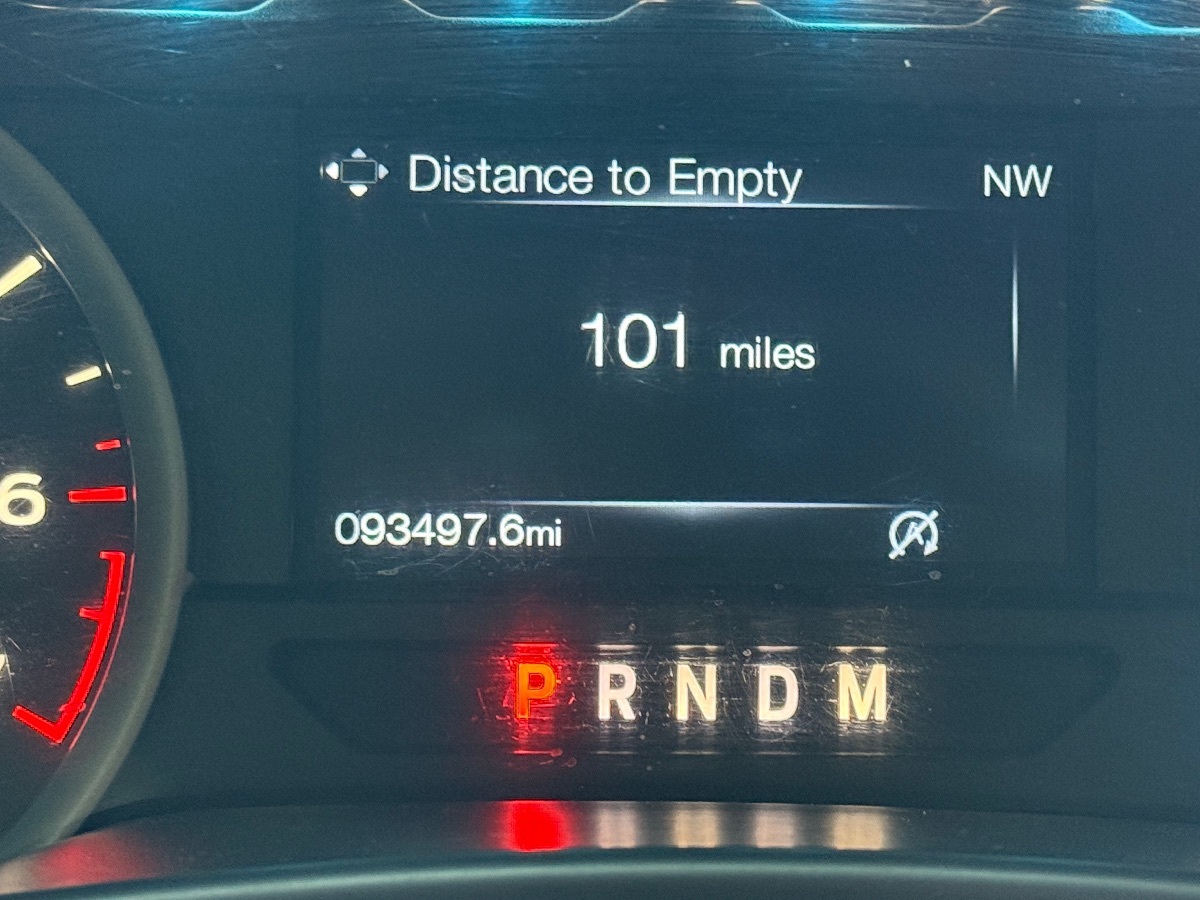 Distance to Empty NW
101 miles
6
093497.6mi
P R N D M